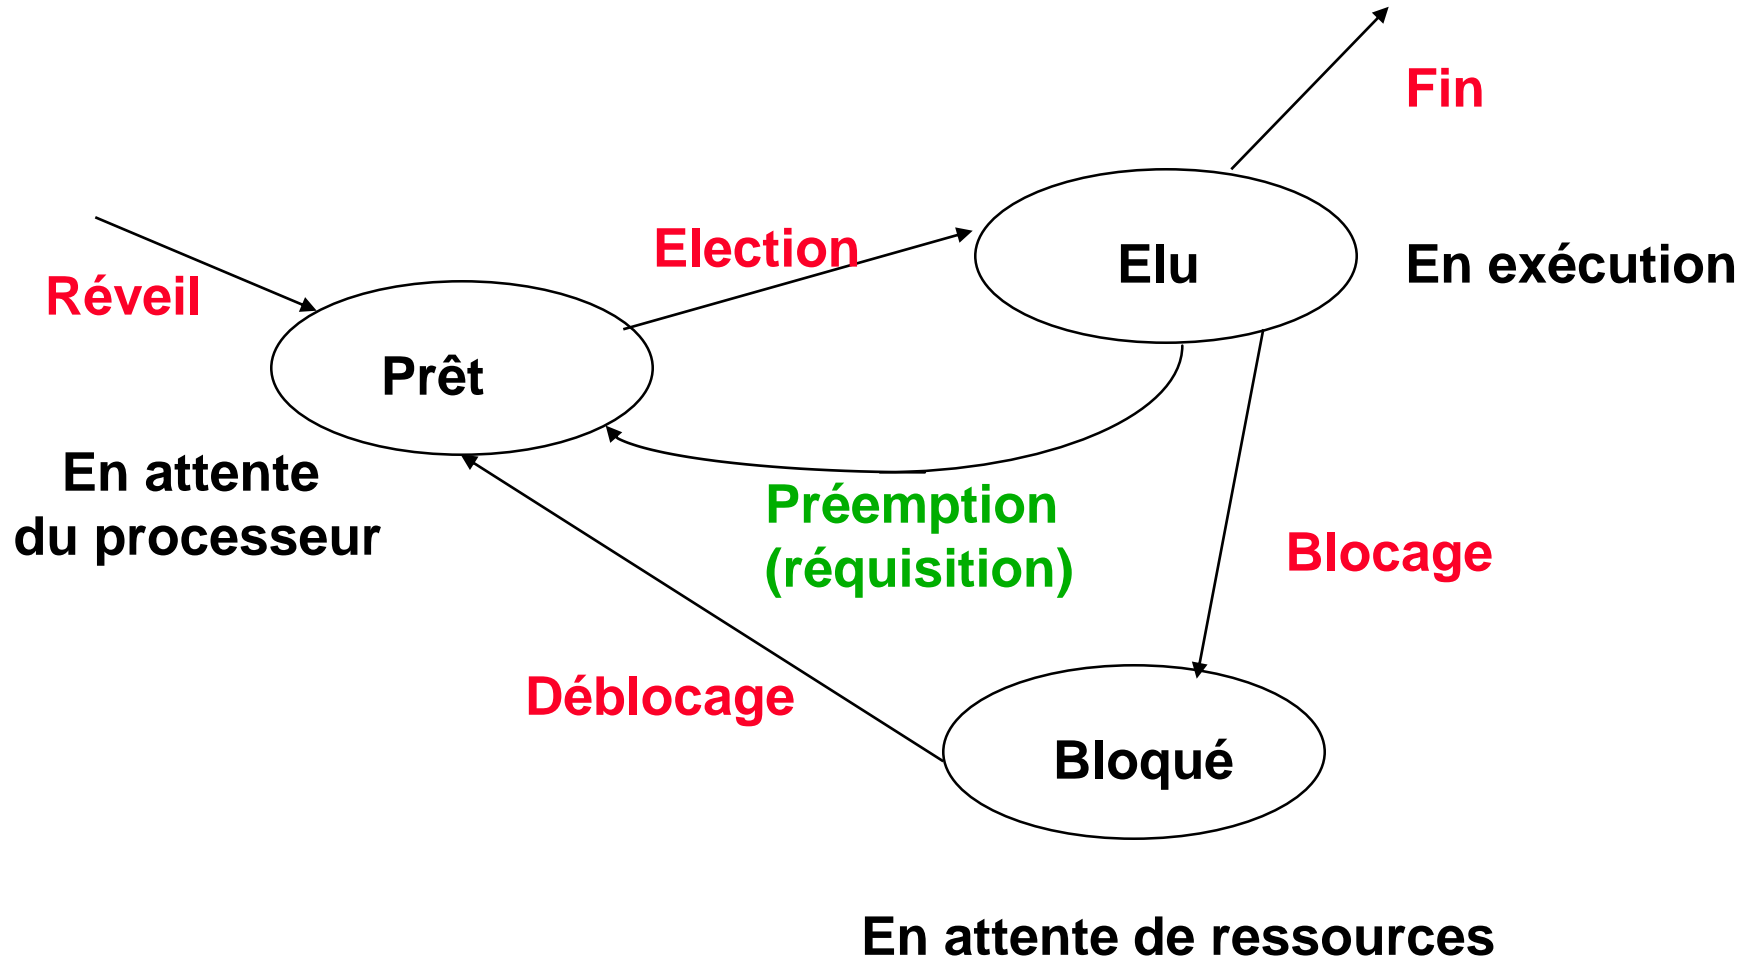 Fin
Election
Elu
En exécution
Réveil
Prêt
En attente
du processeur
Préemption
(réquisition)
Blocage
Déblocage
Bloqué
En attente de ressources